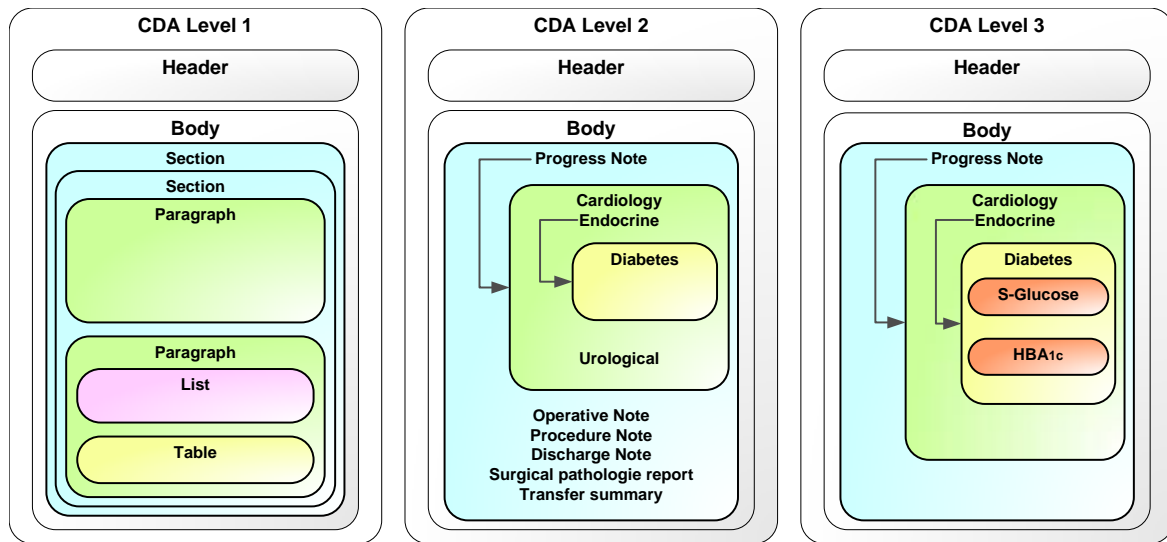 CDA Level 1
Header
Body
Section
Section
Paragraph
Paragraph
List
Table
CDA Level 2
Header
Body
Progress Note
Cardiology
Endocrine
Diabetes
Urological
Operative Note
Procedure Note
Discharge Note
Surgical pathologie report
Transfer summary
CDA Level 3
Header
Body
Progress Note
Cardiology
Endocrine
Diabetes
S-Glucose
HBA1c